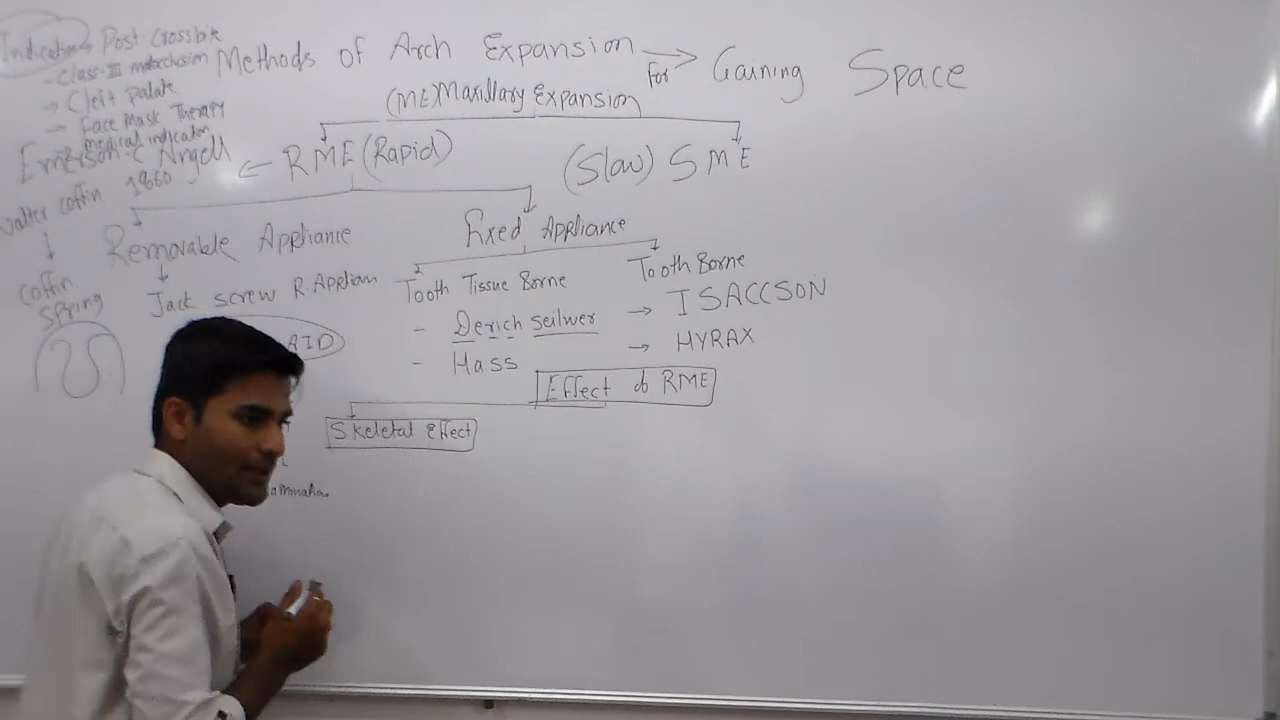 Indication Post Crossbite
- Class-III malocclusion
→ Cleft Palate
→ Face Mask Therapy
medical indication
Methods of Arch Expansion for → Gaining Space
(ME) Maxillary Expansion
Emerson C Angell 1860 ← RME (Rapid)
(Slow) SME
Walter Coffin
Coffin Spring
Removable Appliance
Fixed Appliance
Jack screw R.
Tooth Tissue Borne
- Derich Seilwer
- Hass
Tooth Borne
→ ISACCSON
→ HYRAX
Effect of RME
Skeletal Effect